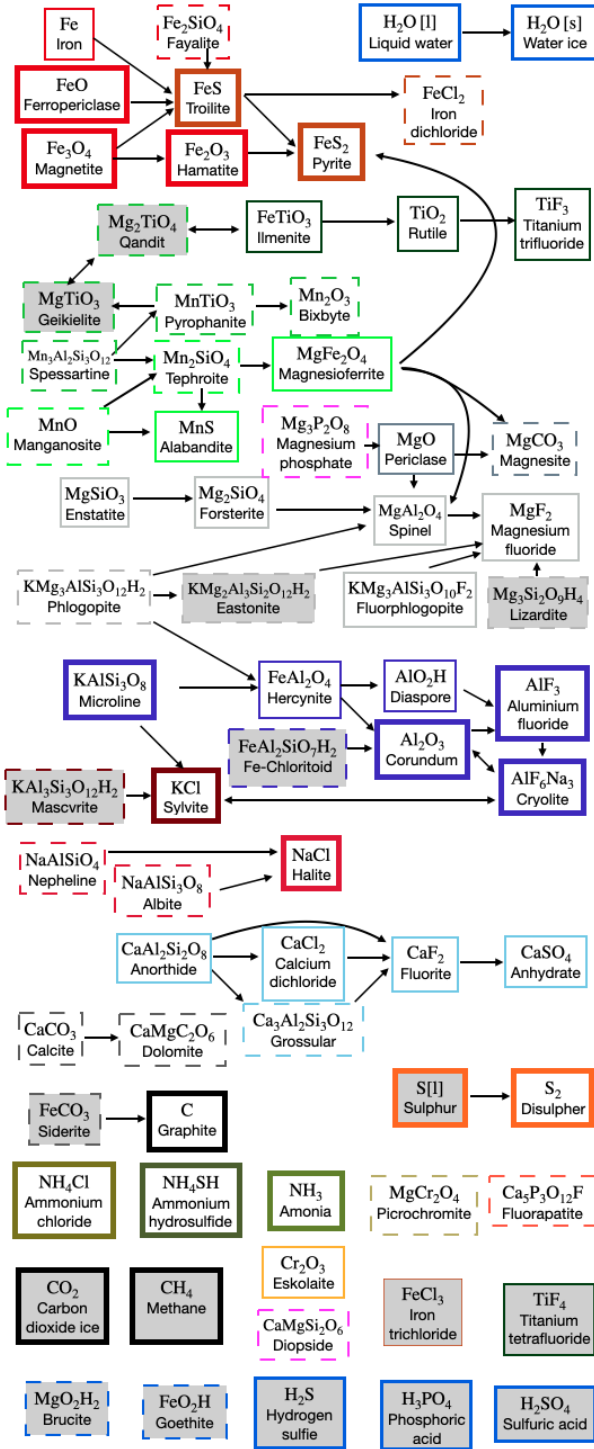 Fe
Iron
Fe₂SiO₄
Fayalite
H₂O [l]
Liquid water
H₂O [s]
Water ice
FeO
Ferropericlase
FeS
Troilite
FeCl₂
Iron
dichloride
Fe₃O₄
Magnetite
Fe₂O₃
Hamatite
FeS₂
Pyrite
Mg₂TiO₄
Qandit
FeTiO₃
Ilmenite
TiO₂
Rutile
TiF₃
Titanium
trifluoride
MgTiO₃
Geikielite
MnTiO₃
Pyrophanite
Mn₂O₃
Bixbyte
Mn₃Al₂Si₃O₁₂
Spessartine
Mn₂SiO₄
Tephroite
MgFe₂O₄
Magnesioferrite
MnO
Manganosite
MnS
Alabandite
Mg₃P₂O₈
Magnesium
phosphate
MgO
Periclase
MgCO₃
Magnesite
MgSiO₃
Enstatite
Mg₂SiO₄
Forsterite
MgAl₂O₄
Spinel
MgF₂
Magnesium
fluoride
KMg₃AlSi₃O₁₂H₂
Phlogopite
KMg₂Al₃Si₂O₁₂H₂
Eastonite
KMg₃AlSi₃O₁₀F₂
Fluorphlogopite
Mg₃Si₂O₉H₄
Lizardite
KAlSi₃O₈
Microline
FeAl₂O₄
Hercynite
AlO₂H
Diaspore
AlF₃
Aluminium
fluoride
FeAl₂SiO₇H₂
Fe-Chloritoid
Al₂O₃
Corundum
AlF₆Na₃
Cryolite
KAl₃Si₃O₁₂H₂
Mascvrite
KCl
Sylvite
NaAlSiO₄
Nepheline
NaAlSi₃O₈
Albite
NaCl
Halite
CaAl₂Si₂O₈
Anorthide
CaCl₂
Calcium
dichloride
CaF₂
Fluorite
CaSO₄
Anhydrate
Ca₃Al₂Si₃O₁₂
Grossular
CaCO₃
Calcite
CaMgC₂O₆
Dolomite
FeCO₃
Siderite
C
Graphite
S[l]
Sulphur
S₂
Disulpher
NH₄Cl
Ammonium
chloride
NH₄SH
Ammonium
hydrosulfide
NH₃
Amonia
MgCr₂O₄
Picrochromite
Ca₅P₃O₁₂F
Fluorapatite
Cr₂O₃
Eskolaite
CO₂
Carbon
dioxide ice
CH₄
Methane
CaMgSi₂O₆
Diopside
FeCl₃
Iron
trichloride
TiF₄
Titanium
tetrafluoride
MgO₂H₂
Brucite
FeO₂H
Goethite
H₂S
Hydrogen
sulfie
H₃PO₄
Phosphoric
acid
H₂SO₄
Sulfuric acid